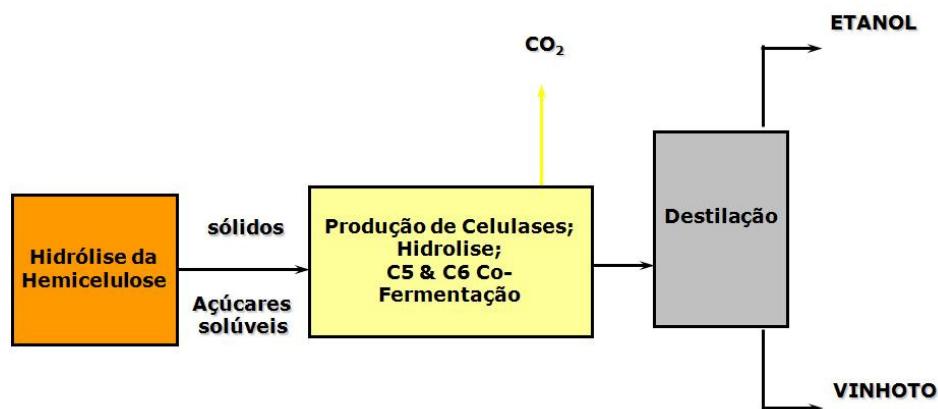 ETANOL
CO₂
Hidrólise da
Hemicelulose
sólidos
Açúcares
solúveis
Produção de Celulases;
Hidrolise;
C5 & C6 Co-
Fermentação
Destilação
VINHOTO